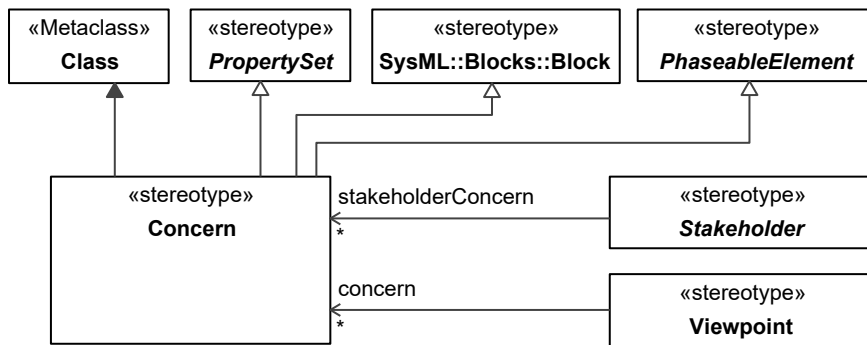 «Metaclass»
Class
«stereotype»
PropertySet
«stereotype»
SysML::Blocks::Block
«stereotype»
PhaseableElement
«stereotype»
Concern
stakeholderConcern
*
«stereotype»
Stakeholder
concern
*
«stereotype»
Viewpoint